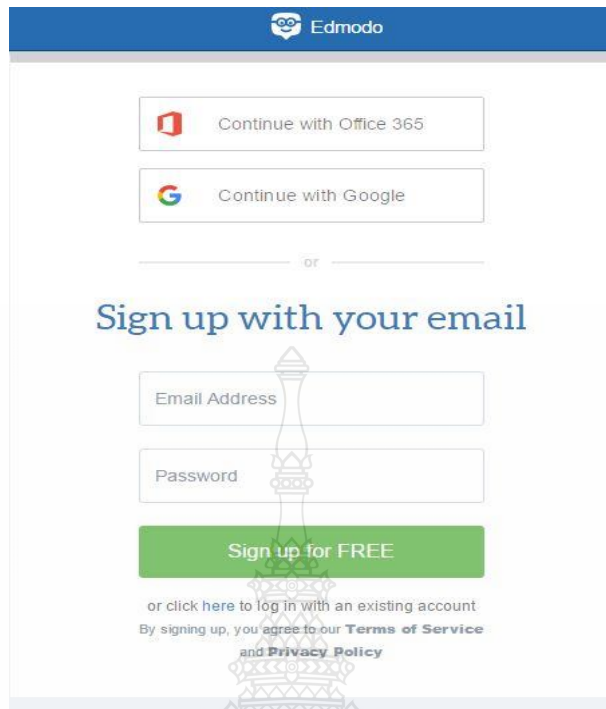 Edmodo
Continue with Office 365
Continue with Google
or
Sign up with your email
Email Address
Password
Sign up for FREE
or click here to log in with an existing account
By signing up, you agree to our Terms of Service
and Privacy Policy